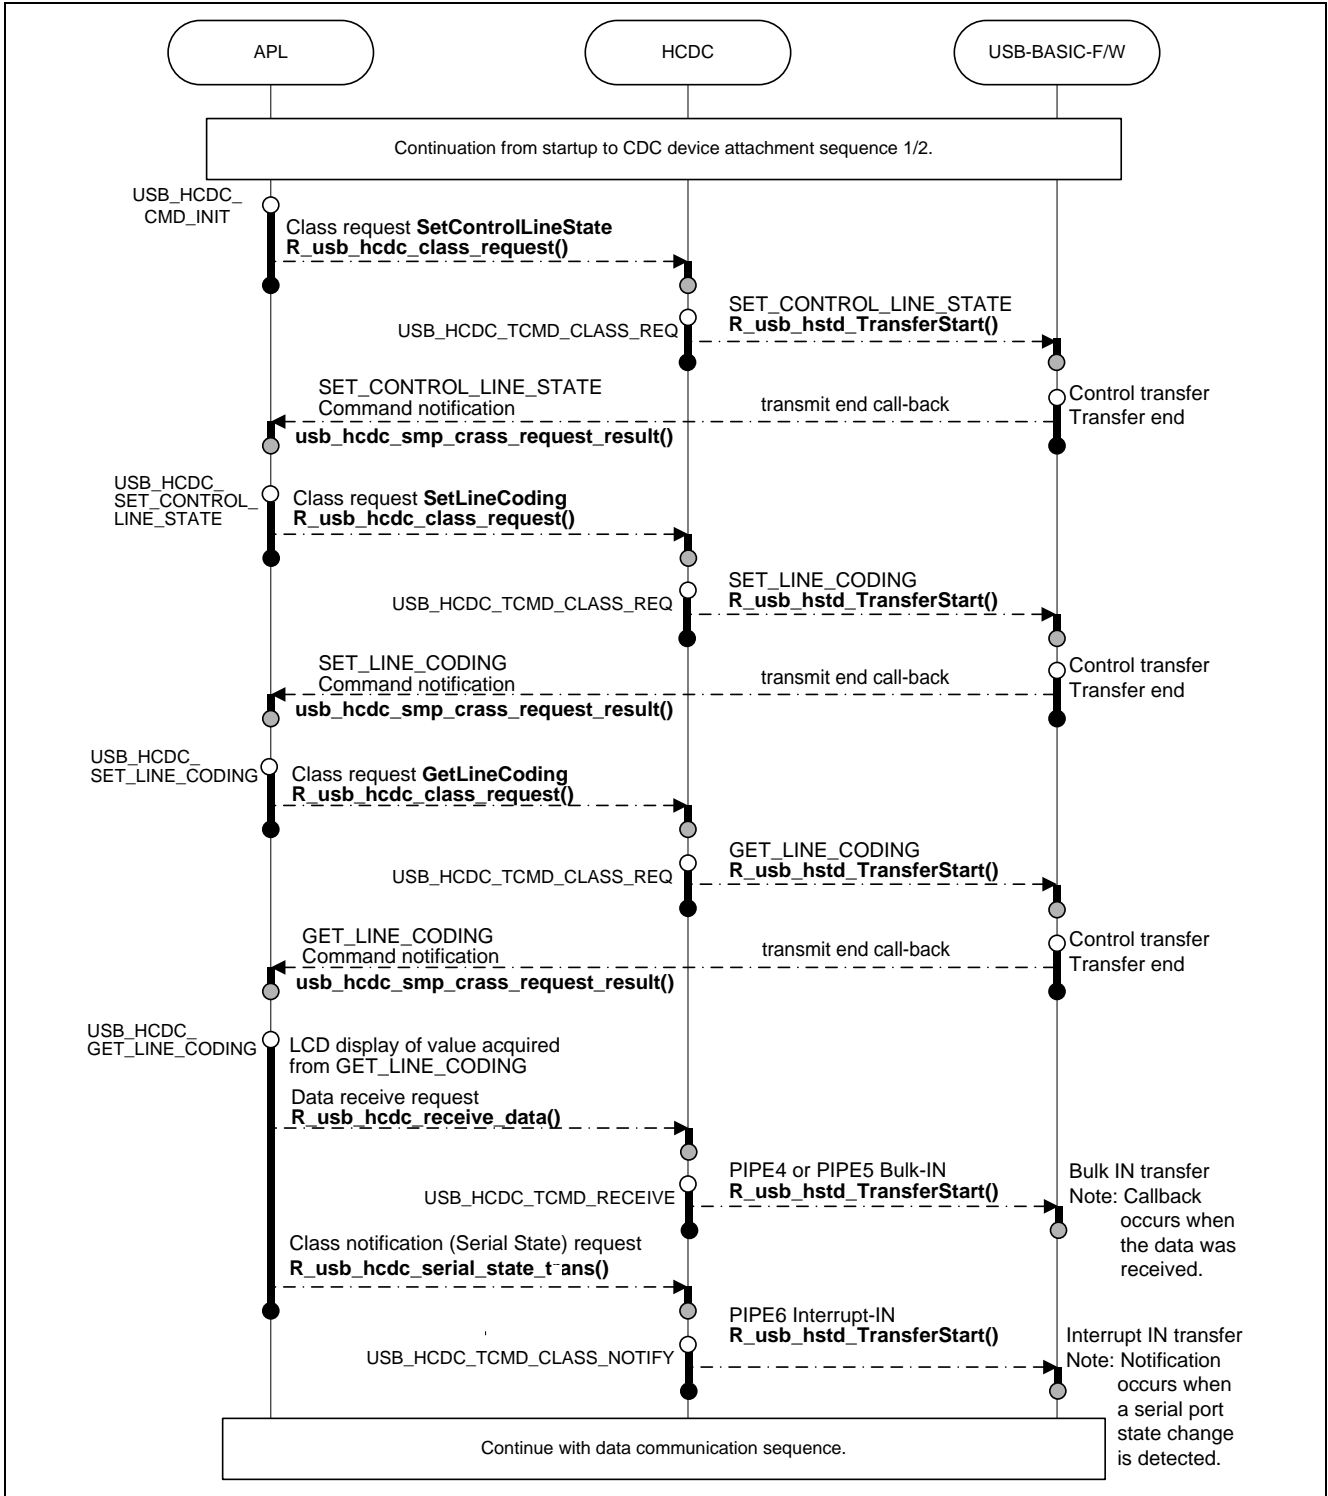 APL
HCDC
USB-BASIC-F/W
Continuation from startup to CDC device attachment sequence 1/2.
USB_HCDC_
CMD_INIT
Class request SetControlLineState
R_usb_hcdc_class_request()
SET_CONTROL_LINE_STATE
R_usb_hstd_TransferStart()
USB_HCDC_TCMD_CLASS_REQ
SET_CONTROL_LINE_STATE
Command notification
transmit end call-back
Control transfer
Transfer end
usb_hcdc_smp_crass_request_result()
USB_HCDC_
SET_CONTROL_
LINE_STATE
Class request SetLineCoding
R_usb_hcdc_class_request()
SET_LINE_CODING
R_usb_hstd_TransferStart()
USB_HCDC_TCMD_CLASS_REQ
SET_LINE_CODING
Command notification
transmit end call-back
Control transfer
Transfer end
usb_hcdc_smp_crass_request_result()
USB_HCDC_
SET_LINE_CODING
Class request GetLineCoding
R_usb_hcdc_class_request()
GET_LINE_CODING
R_usb_hstd_TransferStart()
USB_HCDC_TCMD_CLASS_REQ
GET_LINE_CODING
Command notification
transmit end call-back
Control transfer
Transfer end
usb_hcdc_smp_crass_request_result()
USB_HCDC_
GET_LINE_CODING
LCD display of value acquired
from GET_LINE_CODING
Data receive request
R_usb_hcdc_receive_data()
PIPE4 or PIPE5 Bulk-IN
R_usb_hstd_TransferStart()
USB_HCDC_TCMD_RECEIVE
Bulk IN transfer
Note: Callback
occurs when
the data was
received.
Class notification (Serial State) request
R_usb_hcdc_serial_state_trans()
PIPE6 Interrupt-IN
R_usb_hstd_TransferStart()
USB_HCDC_TCMD_CLASS_NOTIFY
Interrupt IN transfer
Note: Notification
occurs when
a serial port
state change
is detected.
Continue with data communication sequence.